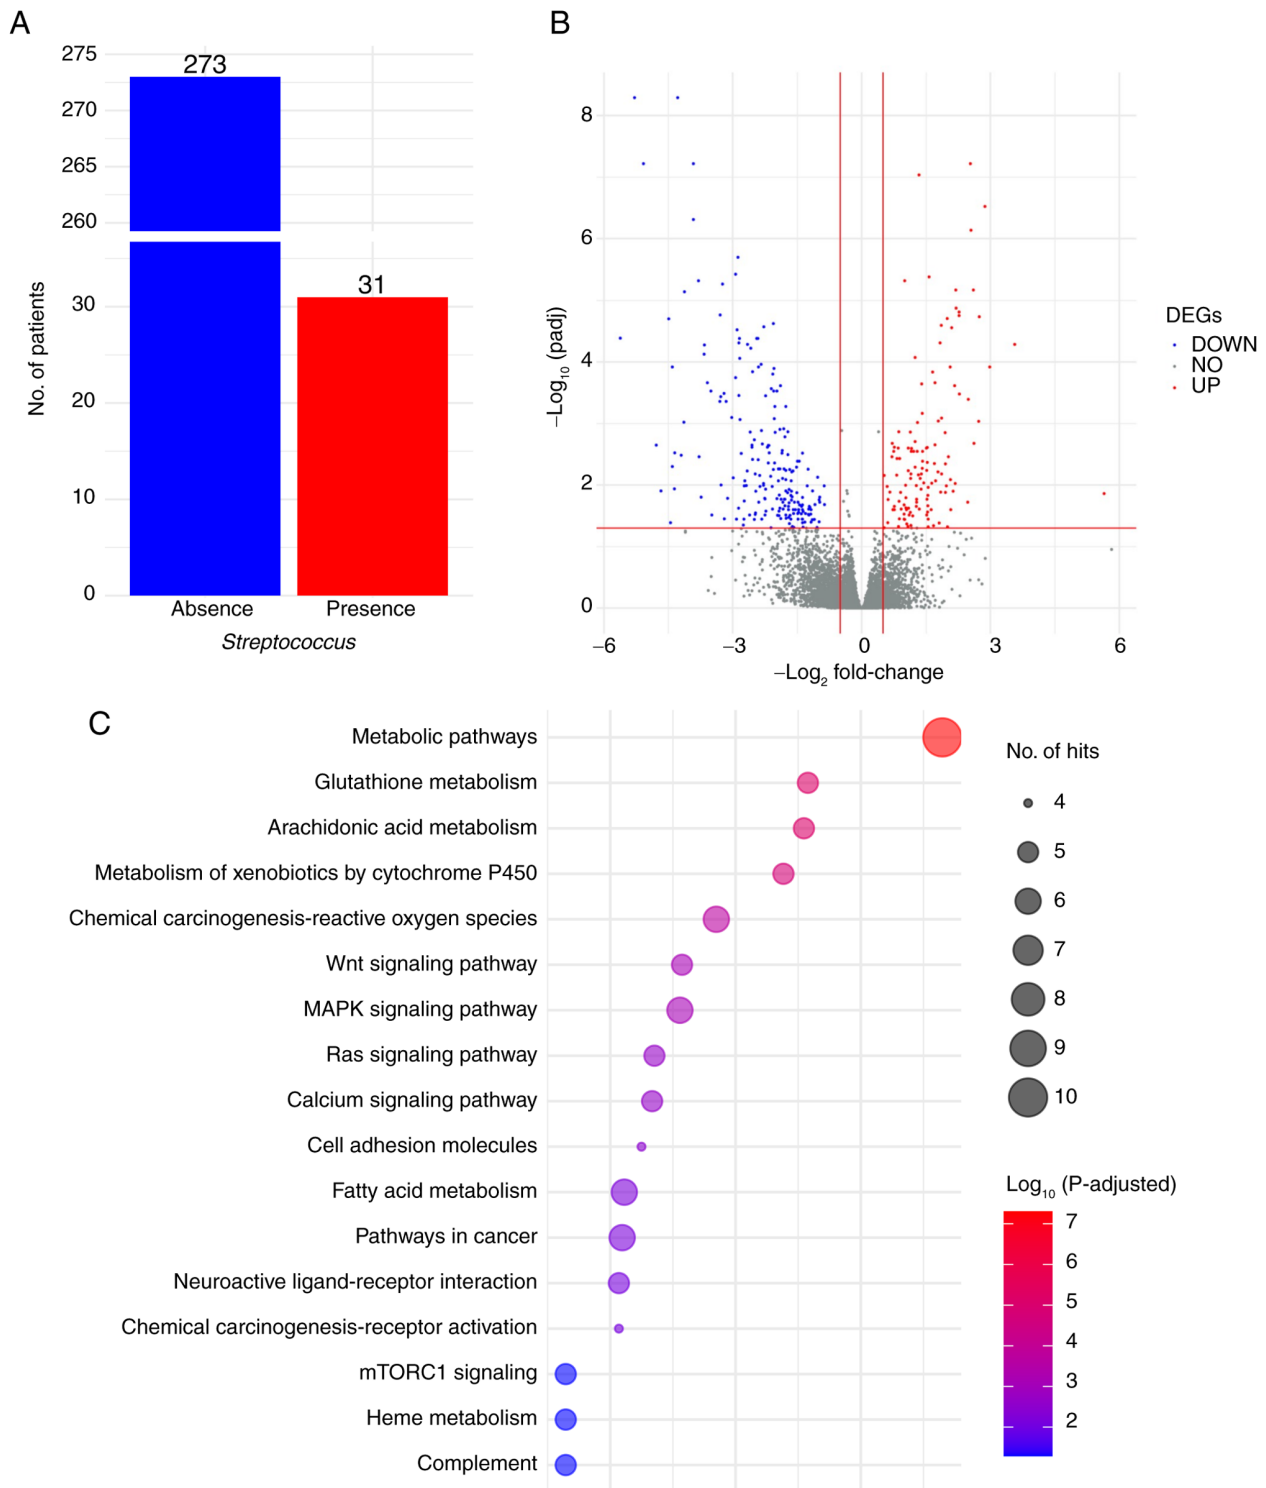 A
No. of patients
275
273
270
265
260
31
30
20
10
0
Absence
Presence
Streptococcus
B
–Log10 (padj)
8
6
4
2
0
–6
–3
0
3
6
–Log2 fold-change
DEGs
DOWN
NO
UP
C
Metabolic pathways
Glutathione metabolism
Arachidonic acid metabolism
Metabolism of xenobiotics by cytochrome P450
Chemical carcinogenesis-reactive oxygen species
Wnt signaling pathway
MAPK signaling pathway
Ras signaling pathway
Calcium signaling pathway
Cell adhesion molecules
Fatty acid metabolism
Pathways in cancer
Neuroactive ligand-receptor interaction
Chemical carcinogenesis-receptor activation
mTORC1 signaling
Heme metabolism
Complement
No. of hits
4
5
6
7
8
9
10
Log10 (P-adjusted)
7
6
5
4
3
2